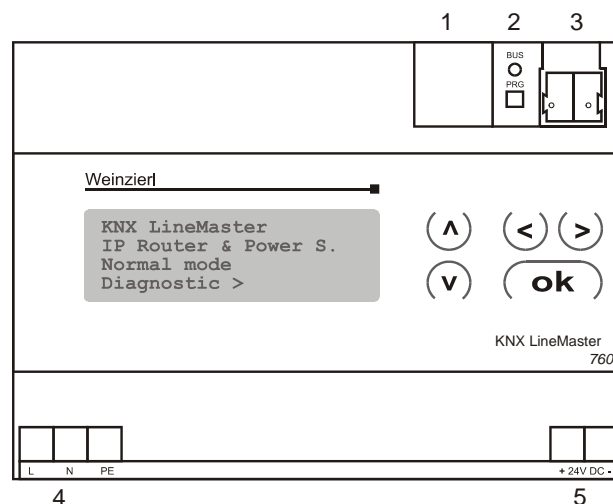 1 2 3
BUS
PRG
Weinzierl
KNX LineMaster
IP Router & Power S.
Normal mode
Diagnostic >
ʌ < >
v ok
KNX LineMaster
760
L N PE + 24V DC -
4 5